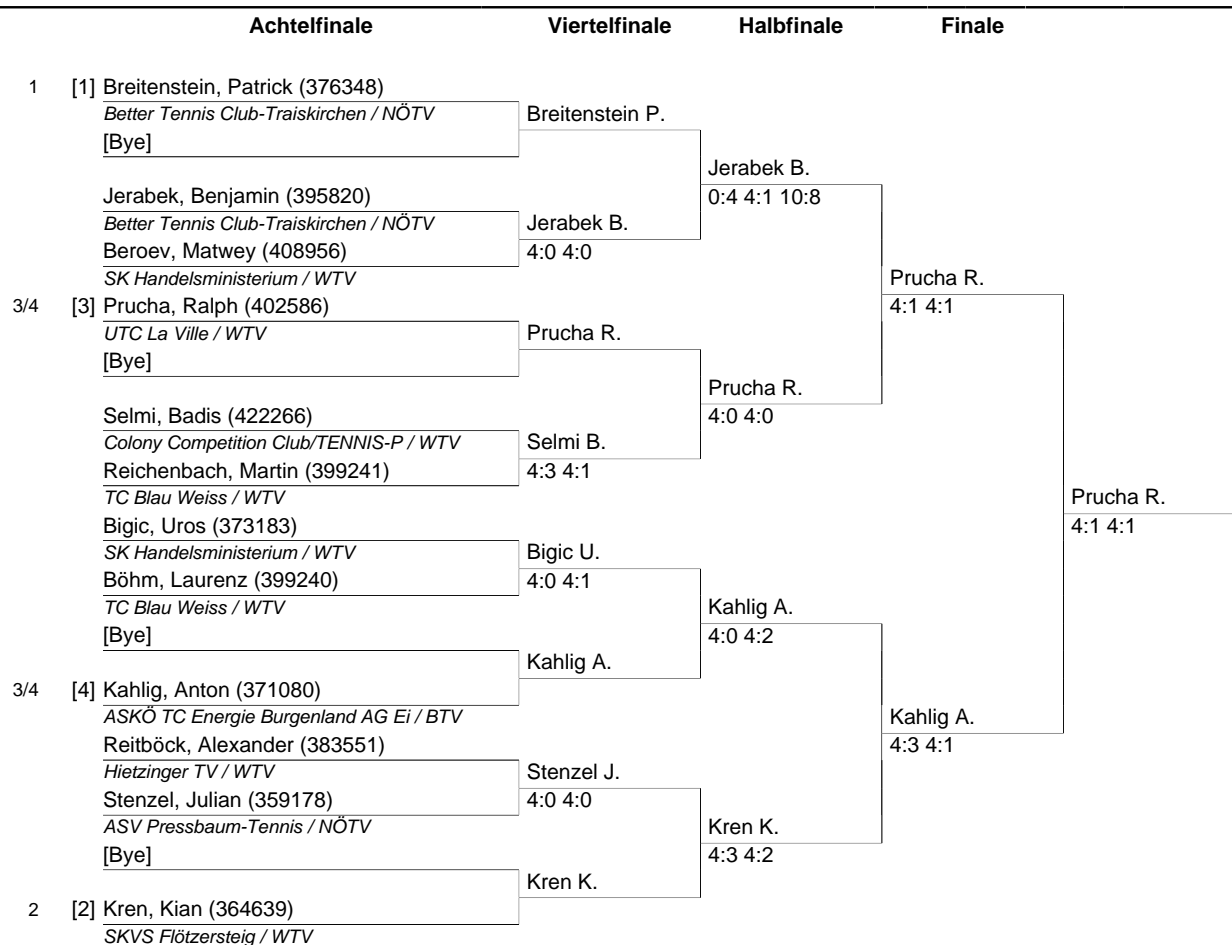 Achtelfinale Viertelfinale Halbfinale Finale
1 [1] Breitenstein, Patrick (376348)
Better Tennis Club-Traiskirchen / NÖTV Breitenstein P.
[Bye]
Jerabek B.
Jerabek, Benjamin (395820) 0:4 4:1 10:8
Better Tennis Club-Traiskirchen / NÖTV Jerabek B.
Beroev, Matwey (408956) 4:0 4:0
SK Handelsministerium / WTV Prucha R.
3/4 [3] Prucha, Ralph (402586) 4:1 4:1
UTC La Ville / WTV Prucha R.
[Bye]
Prucha R.
Selmi, Badis (422266) 4:0 4:0
Colony Competition Club/TENNIS-P / WTV Selmi B.
Reichenbach, Martin (399241) 4:3 4:1
TC Blau Weiss / WTV Prucha R.
Bigic, Uros (373183) 4:1 4:1
SK Handelsministerium / WTV Bigic U.
Böhm, Laurenz (399240) 4:0 4:1
TC Blau Weiss / WTV Kahlig A.
[Bye] 4:0 4:2
Kahlig A.
3/4 [4] Kahlig, Anton (371080)
ASKÖ TC Energie Burgenland AG Ei / BTV Kahlig A.
Reitböck, Alexander (383551) 4:3 4:1
Hietzinger TV / WTV Stenzel J.
Stenzel, Julian (359178) 4:0 4:0
ASV Pressbaum-Tennis / NÖTV Kren K.
[Bye] 4:3 4:2
Kren K.
2 [2] Kren, Kian (364639)
SKVS Flötzersteig / WTV